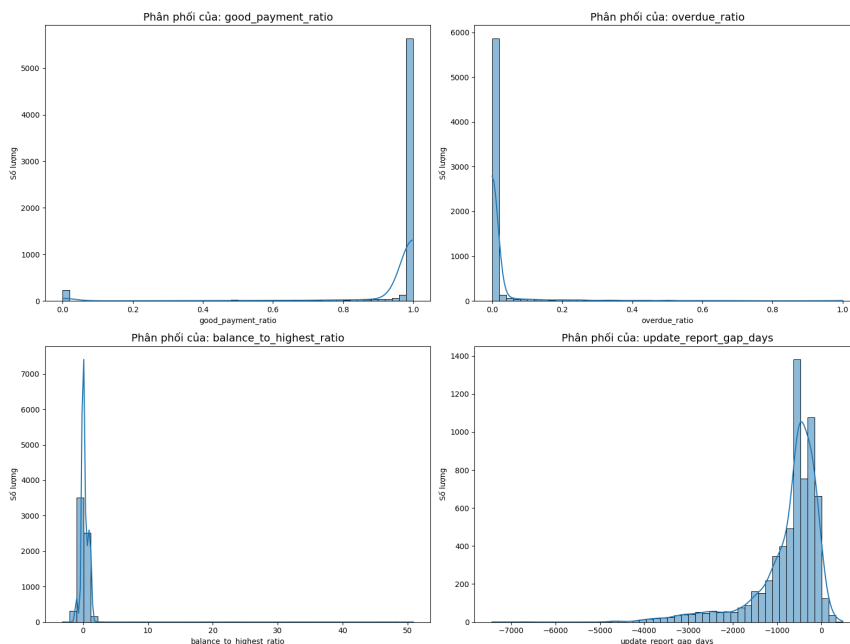 Phân phối của: good_payment_ratio
Số lượng
5000
4000
3000
2000
1000
0
0.0 0.2 0.4 0.6 0.8 1.0
good_payment_ratio
Phân phối của: overdue_ratio
Số lượng
6000
5000
4000
3000
2000
1000
0
0.0 0.2 0.4 0.6 0.8 1.0
overdue_ratio
Phân phối của: balance_to_highest_ratio
Số lượng
7000
6000
5000
4000
3000
2000
1000
0
0 10 20 30 40 50
balance_to_highest_ratio
Phân phối của: update_report_gap_days
Số lượng
1400
1200
1000
800
600
400
200
0
−7000 −6000 −5000 −4000 −3000 −2000 −1000 0
update_report_gap_days